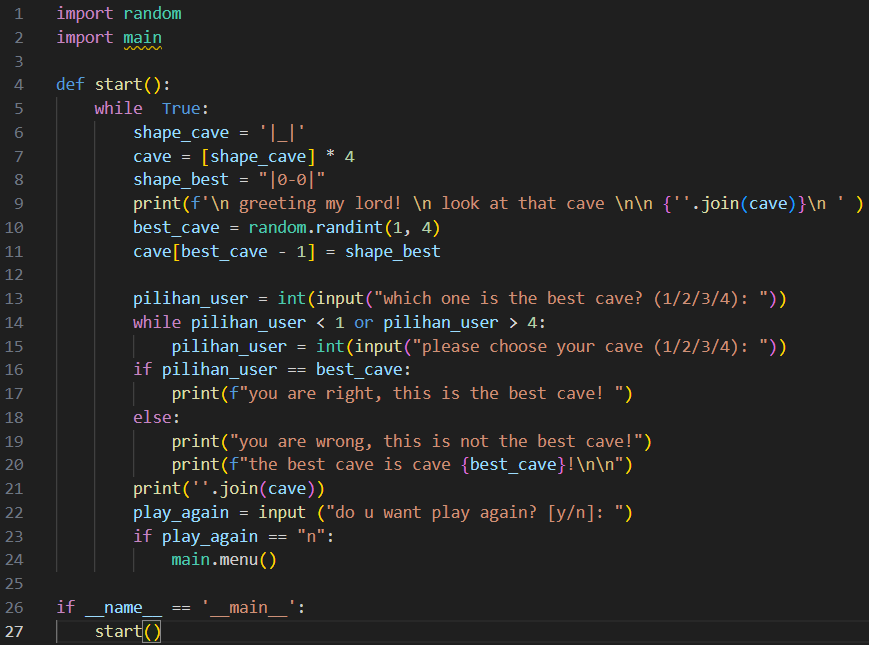 1 import random
2 import main
3
4 def start():
5     while  True:
6         shape_cave = '|_|'
7         cave = [shape_cave] * 4
8         shape_best = "|0-0|"
9         print(f'\n greeting my lord! \n look at that cave \n\n {''.join(cave)}\n ' )
10         best_cave = random.randint(1, 4)
11         cave[best_cave - 1] = shape_best
12
13         pilihan_user = int(input("which one is the best cave? (1/2/3/4): "))
14         while pilihan_user < 1 or pilihan_user > 4:
15             pilihan_user = int(input("please choose your cave (1/2/3/4): "))
16         if pilihan_user == best_cave:
17             print(f"you are right, this is the best cave! ")
18         else:
19             print("you are wrong, this is not the best cave!")
20             print(f"the best cave is cave {best_cave}!\n\n")
21         print(''.join(cave))
22         play_again = input ("do u want play again? [y/n]: ")
23         if play_again == "n":
24             main.menu()
25
26 if __name__ == '__main__':
27     start()